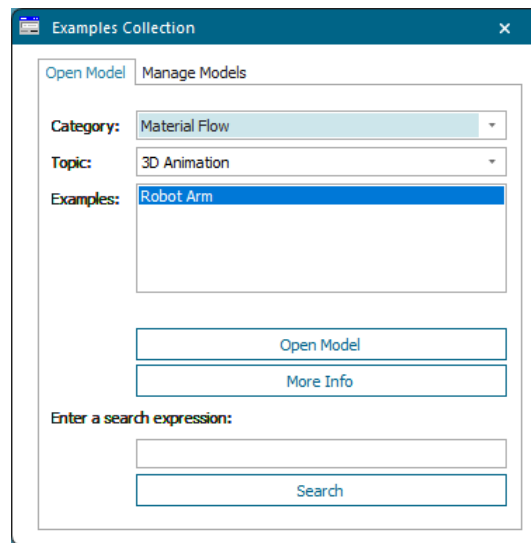 Examples Collection
Open Model Manage Models
Category: Material Flow
Topic: 3D Animation
Examples: Robot Arm
Open Model
More Info
Enter a search expression:
Search